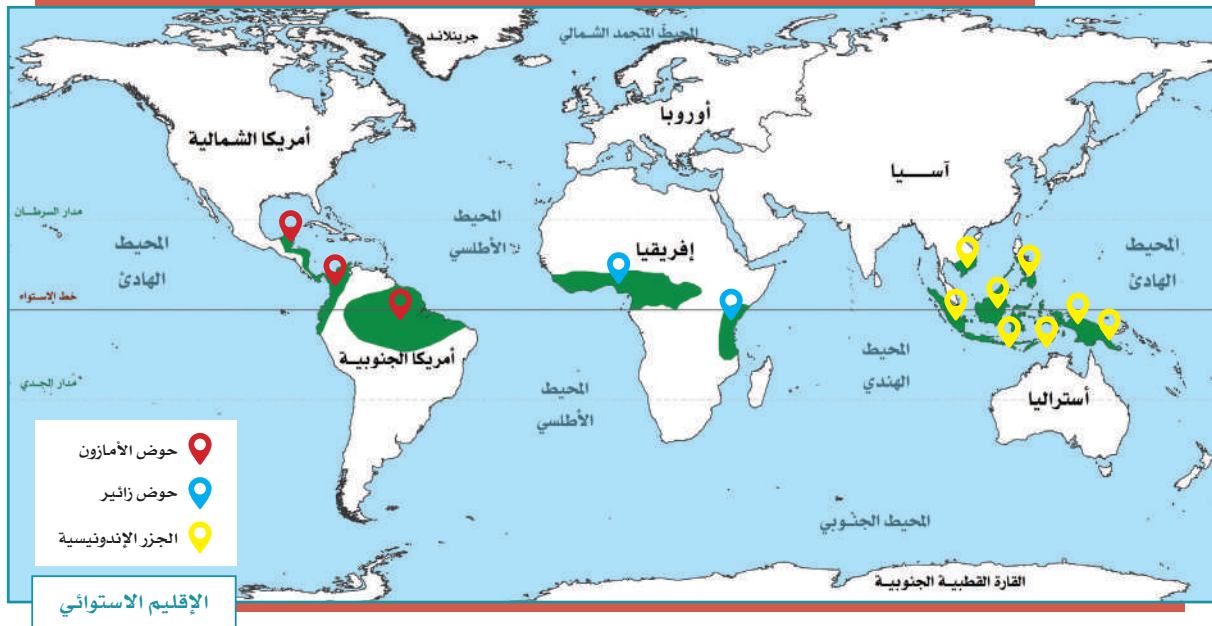 المحيط المتجمد الشمالي
جرينلاند
أوروبا
أمريكا الشمالية
آسـيا
مدار السرطان
المحيط
الهادئ
المحيط
الأطلسي
إفريقيا
المحيط
الهادئ
خط الاستواء
أمريكا الجنوبية
المحيط
الهندي
مدار الجدي
المحيط
الأطلسي
أستراليا
حوض الأمازون
حوض زائير
الجزر الإندونيسية
المحيط الجنوبي
القارة القطبية الجنوبية
الإقليم الاستوائي